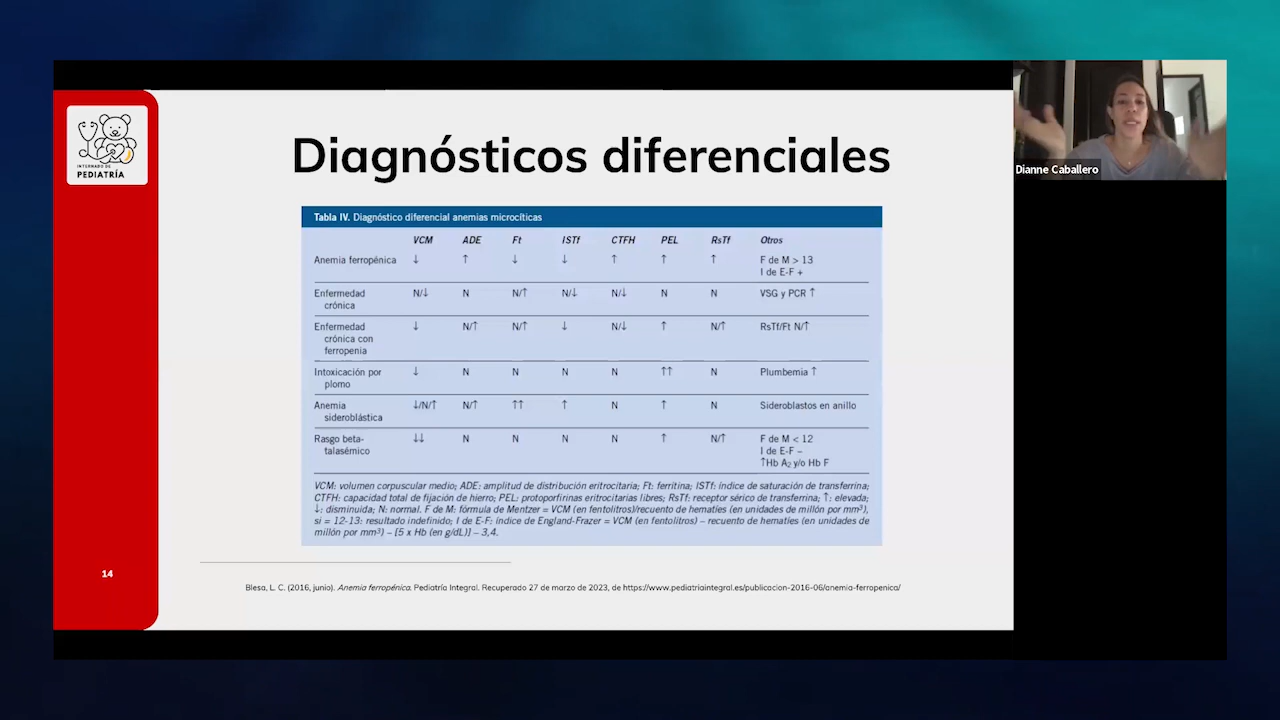 INTERNADO DE
PEDIATRÍA
Diagnósticos diferenciales
Dianne Caballero
Tabla IV. Diagnóstico diferencial anemias microcíticas
VCM ADE Ft ISTf CTFH PEL RsTf Otros
Anemia ferropénica ↓ ↑ ↓ ↓ ↑ ↑ ↑ F de M > 13
I de E-F +
Enfermedad N/↓ N N/↑ N/↓ N/↓ N N VSG y PCR ↑
crónica
Enfermedad ↓ N/↑ N/↑ ↓ N/↓ ↑ N/↑ RsTf/Ft N/↑
crónica con
ferropenia
Intoxicación por ↓ N N N N ↑↑ N Plumbemia ↑
plomo
Anemia ↓/N/↑ N/↑ ↑↑ ↑ N ↑ N Sideroblastos en anillo
sideroblástica
Rasgo beta- ↓↓ N N N N ↑ N/↑ F de M < 12
talasémico I de E-F –
↑Hb A₂ y/o Hb F
VCM: volumen corpuscular medio; ADE: amplitud de distribución eritrocitaria; Ft: ferritina; ISTf: índice de saturación de transferrina;
CTFH: capacidad total de fijación de hierro; PEL: protoporfirinas eritrocitarias libres; RsTf: receptor sérico de transferrina; ↑: elevada;
↓: disminuida; N: normal. F de M: fórmula de Mentzer = VCM (en fentolitros)/recuento de hematíes (en unidades de millón por mm³),
si = 12-13: resultado indefinido; I de E-F: índice de England-Frazer = VCM (en fentolitros) – recuento de hematíes (en unidades de
millón por mm³) – [5 x Hb (en g/dL)] – 3,4.
14
Blesa, L. C. (2016, junio). Anemia ferropénica. Pediatría Integral. Recuperado 27 de marzo de 2023, de https://www.pediatriaintegral.es/publicacion-2016-06/anemia-ferropenica/